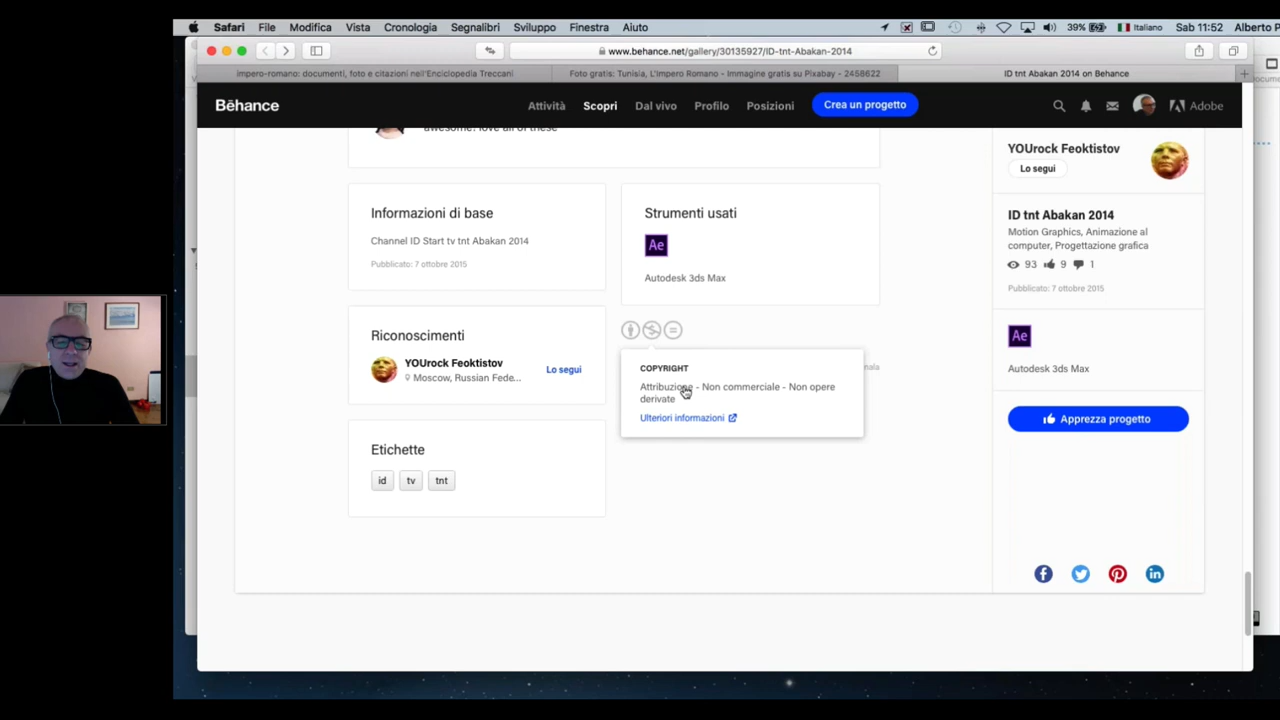 Safari File Modifica Vista Cronologia Segnalibri Sviluppo Finestra Aiuto 39% Italiano Sab 11:52 Alberto P
www.behance.net/gallery/30135927/ID-tnt-Abakan-2014
impero-romano: documenti, foto e citazioni nell'Enciclopedia Treccani
Foto gratis: Tunisia, L'Impero Romano - Immagine gratis su Pixabay - 2458622
ID tnt Abakan 2014 on Behance
Bēhance Attività Scopri Dal vivo Profilo Posizioni Crea un progetto Adobe
awesome! love all of these
Informazioni di base
Channel ID Start tv tnt Abakan 2014
Pubblicato: 7 ottobre 2015
Strumenti usati
Ae
Autodesk 3ds Max
Riconoscimenti
YOUrock Feoktistov
Moscow, Russian Fede...
Lo segui
COPYRIGHT
Attribuzione - Non commerciale - Non opere
derivate
Ulteriori informazioni
Etichette
id tv tnt
YOUrock Feoktistov
Lo segui
ID tnt Abakan 2014
Motion Graphics, Animazione al
computer, Progettazione grafica
93 9 1
Pubblicato: 7 ottobre 2015
Ae
Autodesk 3ds Max
Apprezza progetto